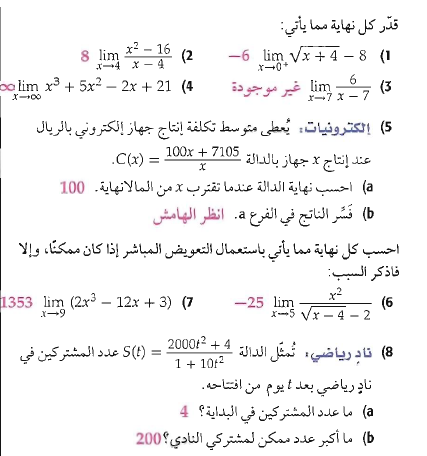 قدّر كل نهاية مما يأتي:
(1 lim_{x→0⁺} √(x + 4) − 8 −6 (2 lim_{x→4} (x² − 16)/(x − 4) 8
(3 lim_{x→7} 6/(x − 7) غير موجودة (4 lim_{x→∞} x³ + 5x² − 2x + 21 ∞
(5 إلكترونيات: يُعطى متوسط تكلفة إنتاج جهاز إلكتروني بالريال
عند إنتاج x جهاز بالدالة C(x) = (100x + 7105)/x.
(a احسب نهاية الدالة عندما تقترب x من المالانهاية. 100
(b فَسِّر الناتج في الفرع a. انظر الهامش
احسب كل نهاية مما يأتي باستعمال التعويض المباشر إذا كان ممكنًا، وإلا
فاذكر السبب:
(6 lim_{x→5} x²/(√(x − 4) − 2) −25 (7 lim_{x→9} (2x³ − 12x + 3) 1353
(8 نادٍ رياضي: تُمثّل الدالة S(t) = (2000t² + 4)/(1 + 10t²) عدد المشتركين في
نادٍ رياضي بعد t يوم من افتتاحه.
(a ما عدد المشتركين في البداية؟ 4
(b ما أكبر عدد ممكن لمشتركي النادي؟ 200